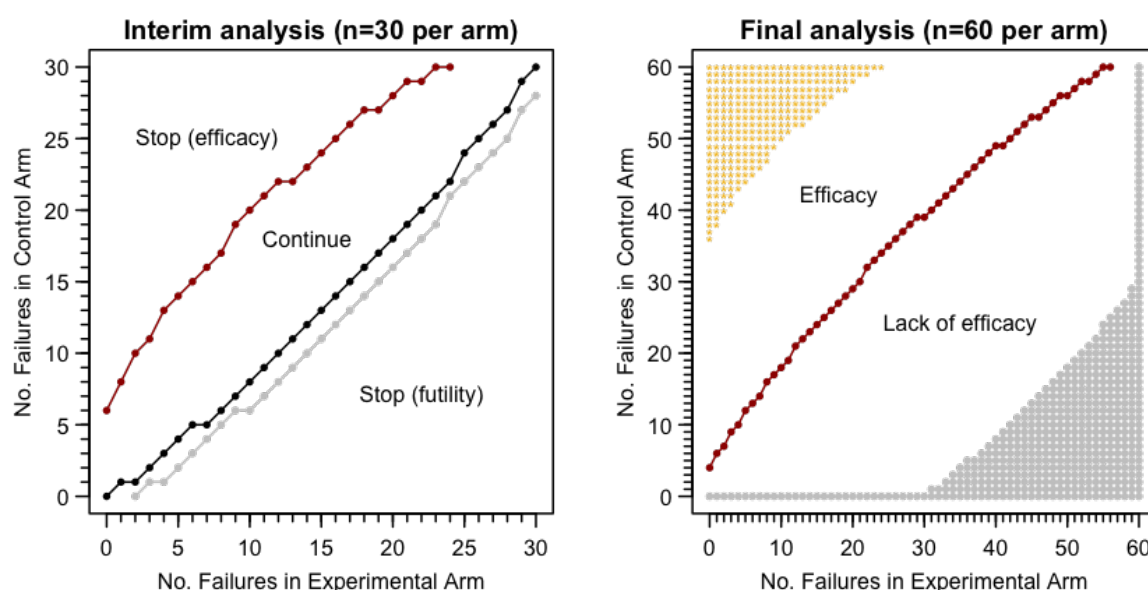 Interim analysis (n=30 per arm)
No. Failures in Control Arm
30
25
20
15
10
5
0
Stop (efficacy)
Continue
Stop (futility)
0 5 10 15 20 25 30
No. Failures in Experimental Arm
Final analysis (n=60 per arm)
No. Failures in Control Arm
60
50
40
30
20
10
0
Efficacy
Lack of efficacy
0 10 20 30 40 50 60
No. Failures in Experimental Arm